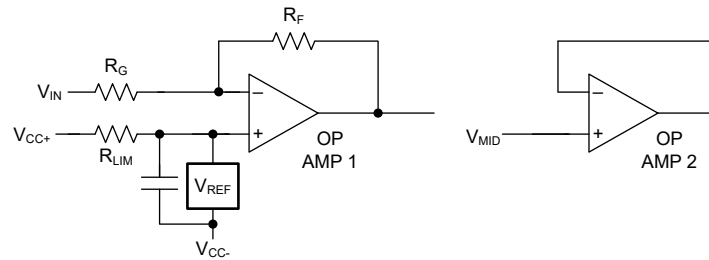 R_F
R_G
V_IN
−
V_CC+
+
R_LIM
OP
AMP 1
V_REF
V_CC-
−
V_MID
+
OP
AMP 2